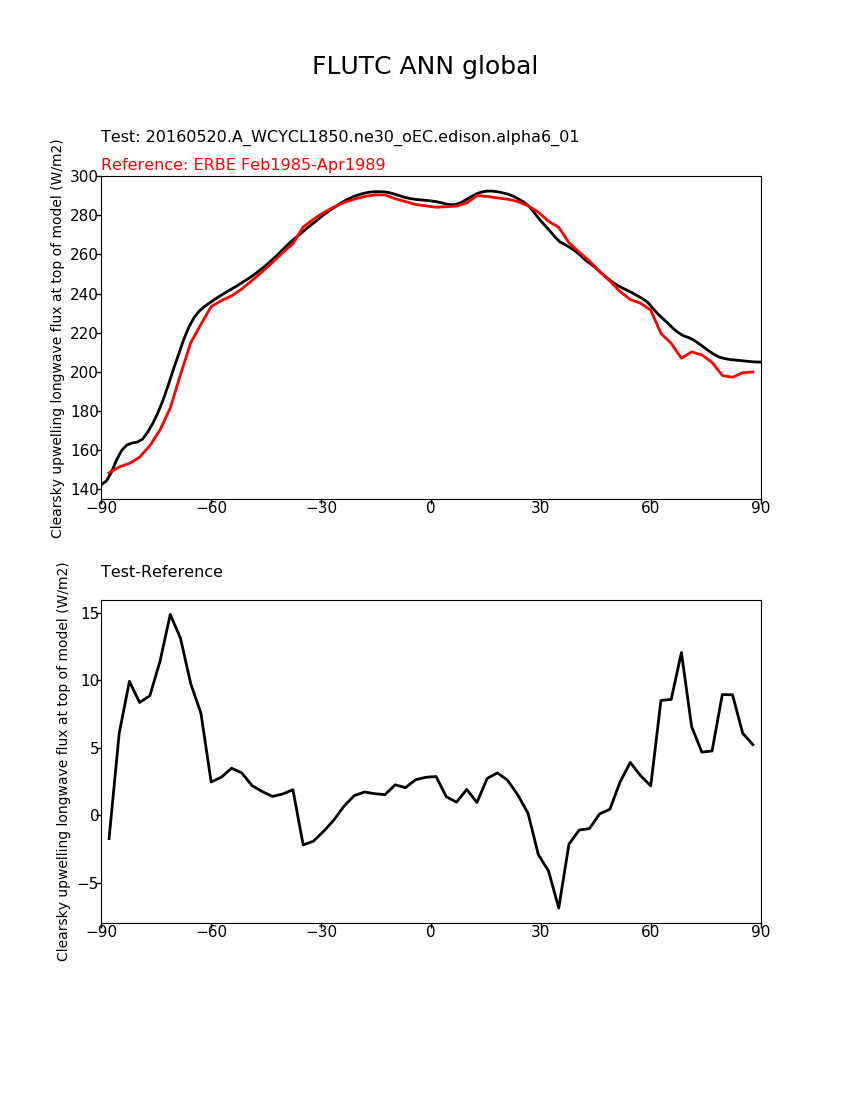 FLUTC ANN global
Test: 20160520.A_WCYCL1850.ne30_oEC.edison.alpha6_01
Reference: ERBE Feb1985-Apr1989
Clearsky upwelling longwave flux at top of model (W/m2)
300
280
260
240
220
200
180
160
140
−90 −60 −30 0 30 60 90
Test-Reference
Clearsky upwelling longwave flux at top of model (W/m2)
15
10
5
0
−5
−90 −60 −30 0 30 60 90